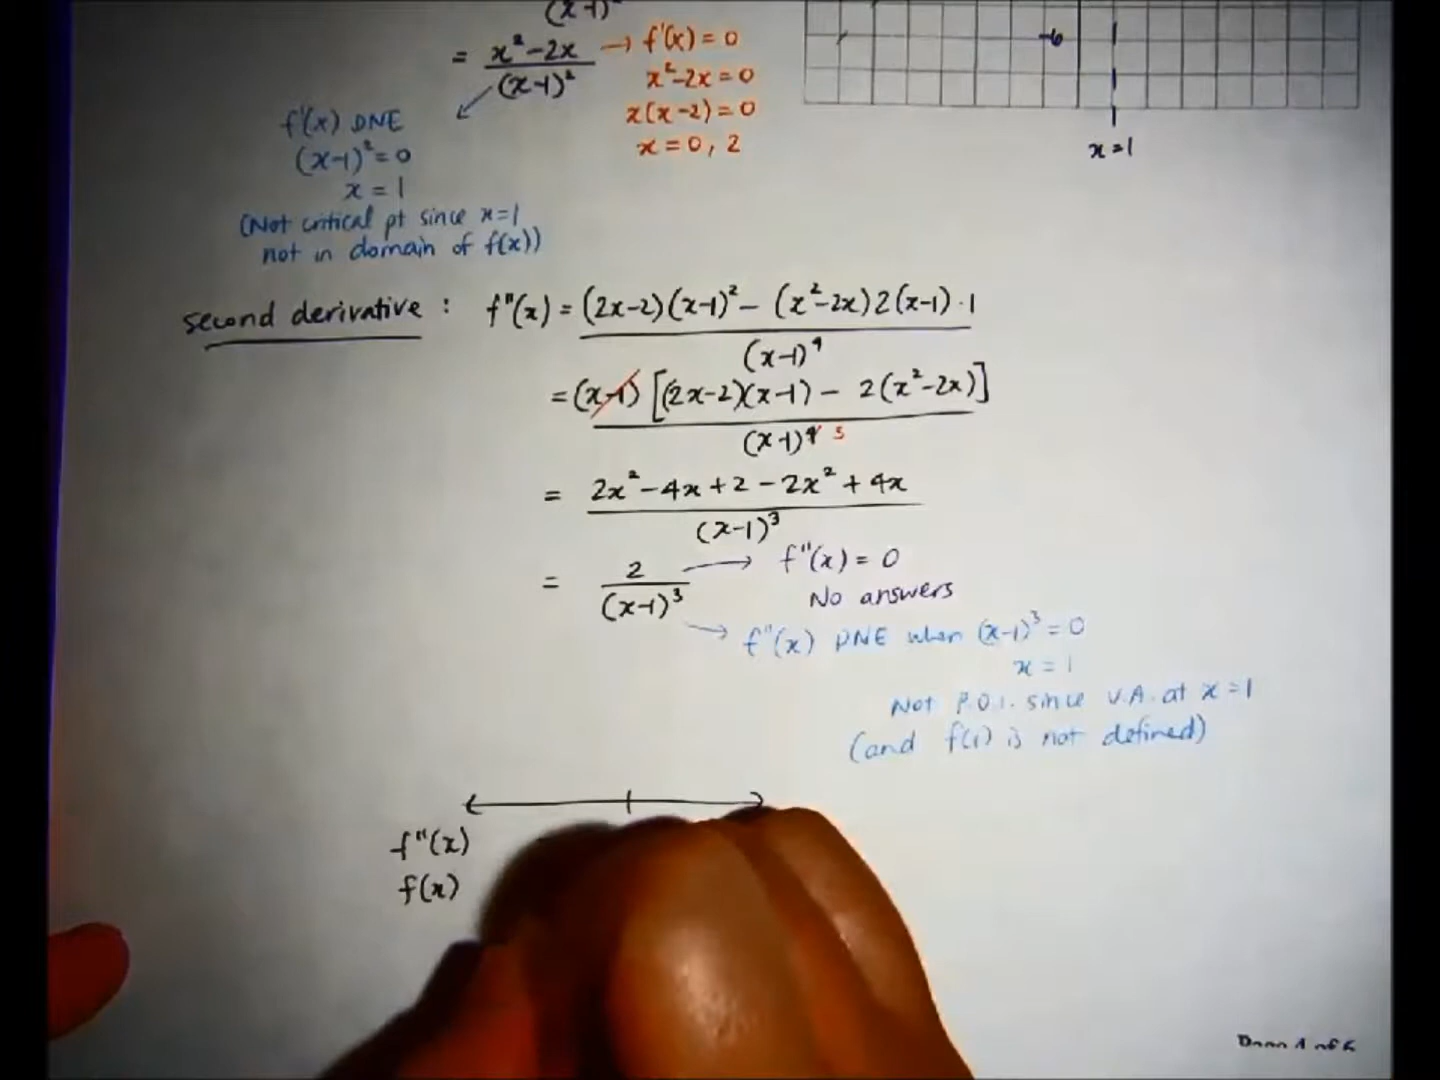 (x-1)²
= x²-2x / (x-1)² → f'(x) = 0
x²-2x = 0
x(x-2) = 0
x = 0, 2
f'(x) DNE
(x-1)² = 0
x = 1
(Not critical pt since x=1
not in domain of f(x))
-6
x=1
second derivative : f"(x) = (2x-2)(x-1)² - (x²-2x)2(x-1)·1 / (x-1)⁴
= (x-1)[(2x-2)(x-1) - 2(x²-2x)] / (x-1)⁴ 3
= 2x²-4x+2-2x²+4x / (x-1)³
= 2 / (x-1)³ → f"(x) = 0
No answers
→ f"(x) DNE when (x-1)³ = 0
x = 1
Not P.O.I. since V.A. at x=1
(and f(1) is not defined)
f"(x)
f(x)